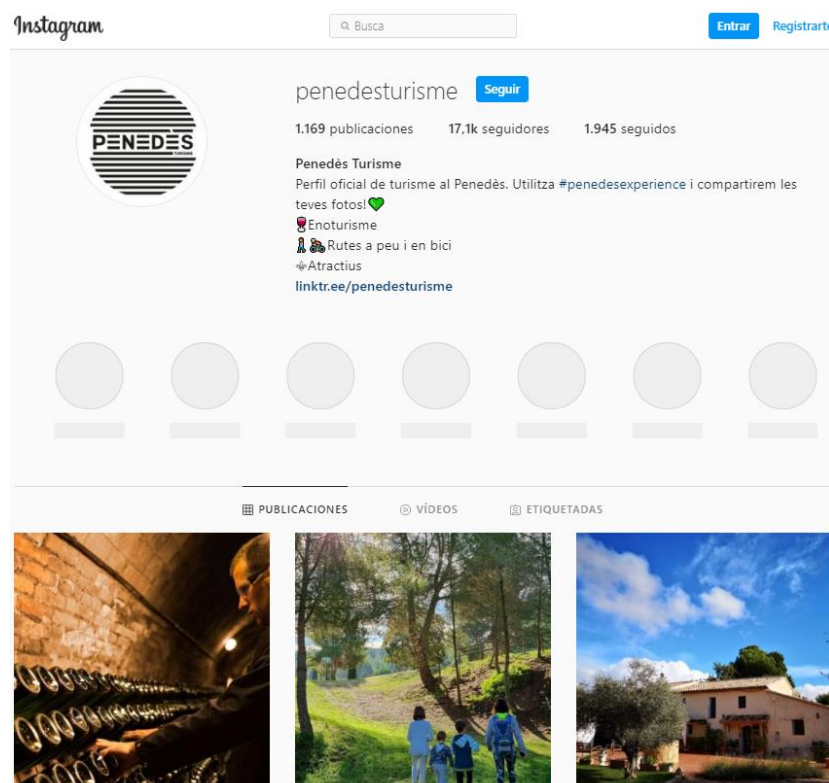 Instagram
Busca
Entrar
Registrarte
PENEDÈS
TURISME
penedesturisme
Seguir
1.169 publicaciones 17,1k seguidores 1.945 seguidos
Penedès Turisme
Perfil oficial de turisme al Penedès. Utilitza #penedesexperience i compartirem les
teves fotos!💚
🍷Enoturisme
🚶🚴Rutes a peu i en bici
⚜Atractius
linktr.ee/penedesturisme
PUBLICACIONES VÍDEOS ETIQUETADAS